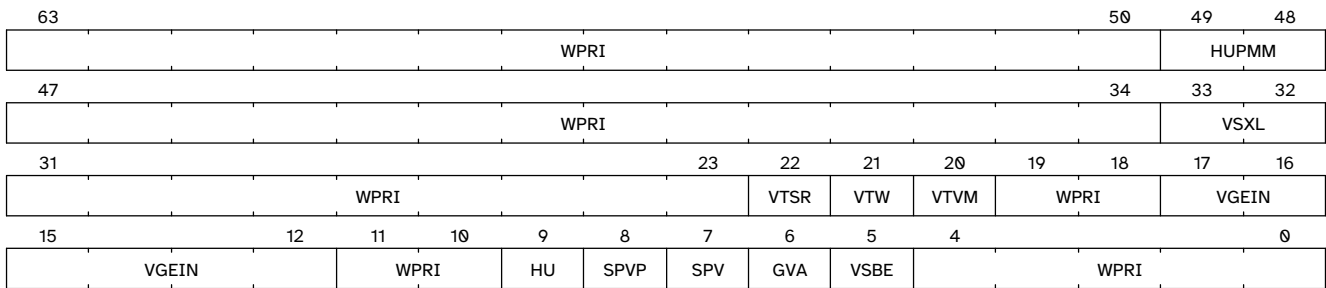 63 50 49 48
WPRI HUPMM
47 34 33 32
WPRI VSXL
31 23 22 21 20 19 18 17 16
WPRI VTSR VTW VTVM WPRI VGEIN
15 12 11 10 9 8 7 6 5 4 0
VGEIN WPRI HU SPVP SPV GVA VSBE WPRI